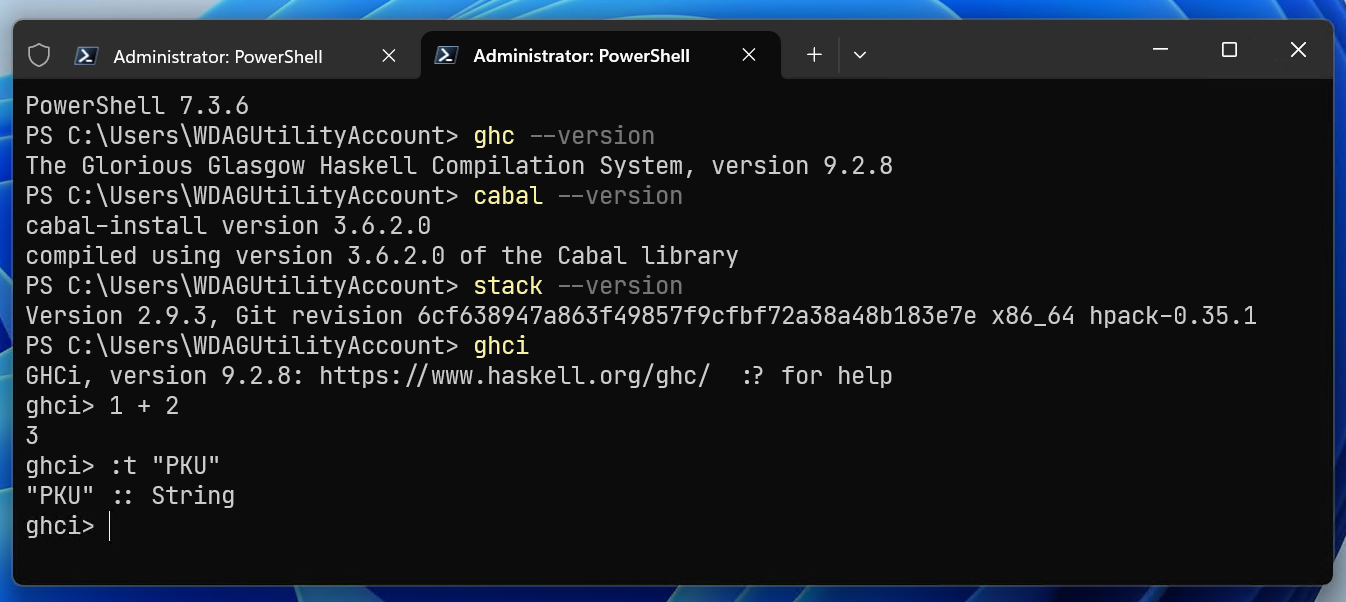 Administrator: PowerShell
Administrator: PowerShell
PowerShell 7.3.6
PS C:\Users\WDAGUtilityAccount> ghc --version
The Glorious Glasgow Haskell Compilation System, version 9.2.8
PS C:\Users\WDAGUtilityAccount> cabal --version
cabal-install version 3.6.2.0
compiled using version 3.6.2.0 of the Cabal library
PS C:\Users\WDAGUtilityAccount> stack --version
Version 2.9.3, Git revision 6cf638947a863f49857f9cfbf72a38a48b183e7e x86_64 hpack-0.35.1
PS C:\Users\WDAGUtilityAccount> ghci
GHCi, version 9.2.8: https://www.haskell.org/ghc/  :? for help
ghci> 1 + 2
3
ghci> :t "PKU"
"PKU" :: String
ghci>